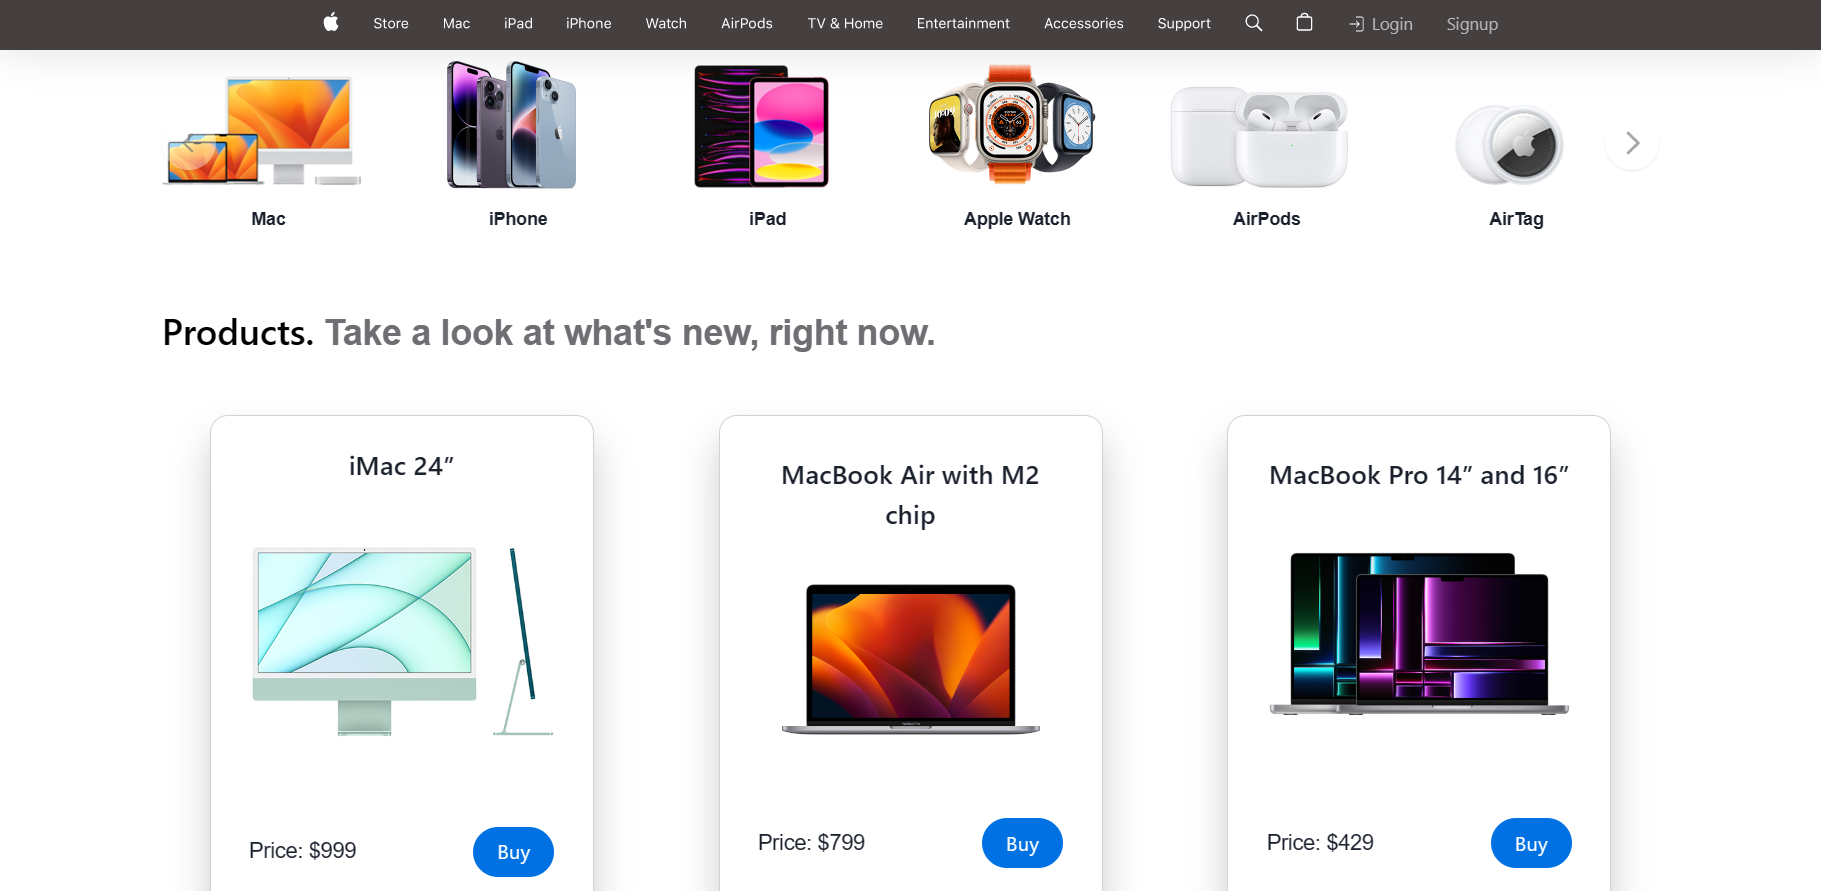 Store Mac iPad iPhone Watch AirPods TV & Home Entertainment Accessories Support Login Signup
Mac iPhone iPad Apple Watch AirPods AirTag
Products. Take a look at what's new, right now.
iMac 24”
Price: $999 Buy
MacBook Air with M2
chip
Price: $799 Buy
MacBook Pro 14” and 16”
Price: $429 Buy